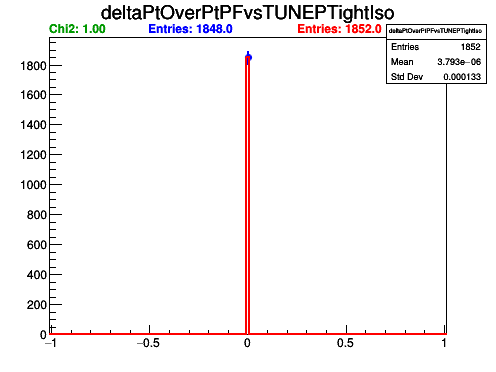 deltaPtOverPtPFvsTUNEPTightIso
Chi2: 1.00 Entries: 1848.0 Entries: 1852.0
deltaPtOverPtPFvsTUNEPTightIso
Entries 1852
Mean 3.793e−06
Std Dev 0.000133
1800
1600
1400
1200
1000
800
600
400
200
0
−1 −0.5 0 0.5 1